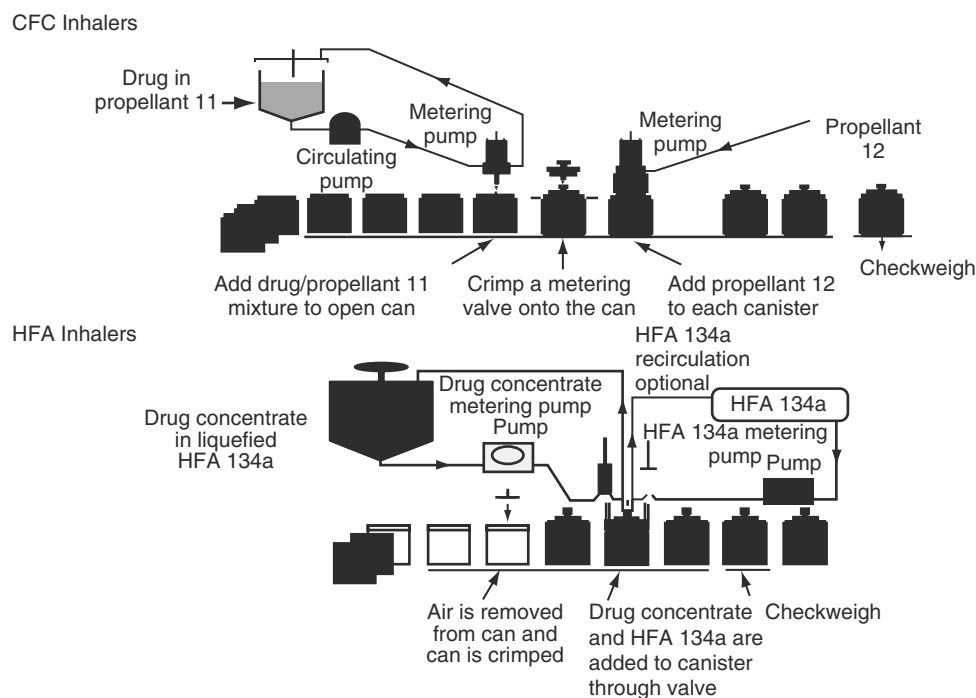 CFC Inhalers
Drug in
propellant 11
Circulating
pump
Metering
pump
Metering
pump
Propellant
12
Add drug/propellant 11
mixture to open can
Crimp a metering
valve onto the can
Add propellant 12
to each canister
Checkweigh
HFA Inhalers
Drug concentrate
in liquefied
HFA 134a
Drug concentrate
metering pump
Pump
HFA 134a
recirculation
optional
HFA 134a
HFA 134a metering
pump
Pump
Air is removed
from can and
can is crimped
Drug concentrate
and HFA 134a are
added to canister
through valve
Checkweigh